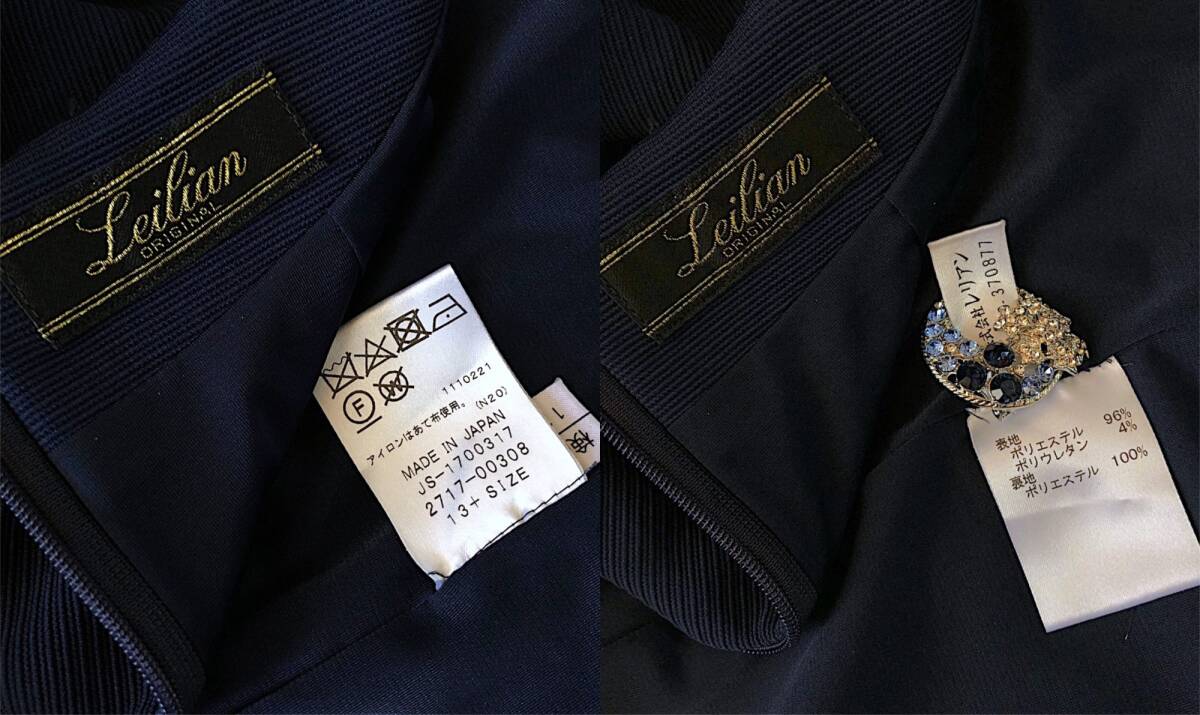 Leilian
ORIGINAL
F
1110221
アイロンはあて布使用。 (N20)
MADE IN JAPAN
JS-1700317
2717-00308
13+ SIZE
検
1
Leilian
ORIGINAL
式会社レリアン
370877
表地
ポリエステル 96%
ポリウレタン 4%
裏地
ポリエステル 100%